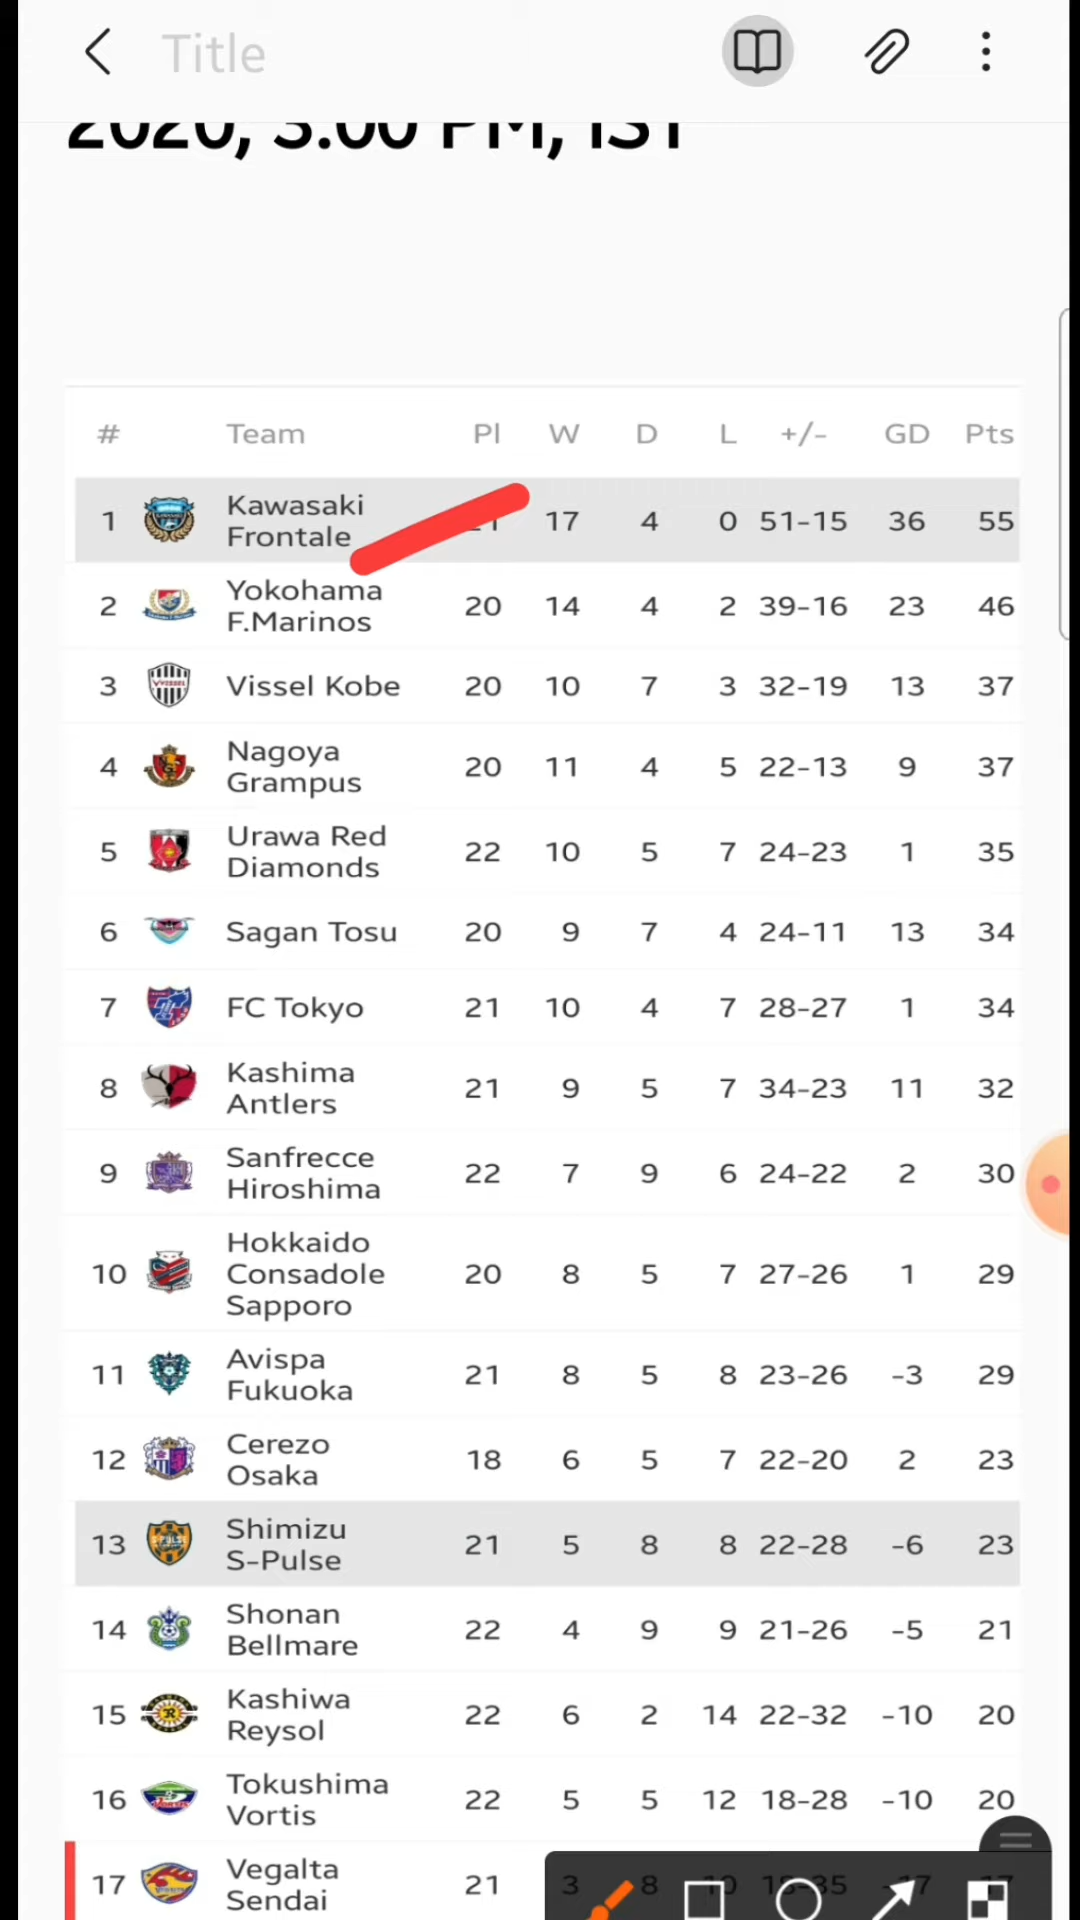 Title
2020, 3:00 PM, IST
# Team Pl W D L +/- GD Pts
1 Kawasaki Frontale 21 17 4 0 51-15 36 55
2 Yokohama F.Marinos 20 14 4 2 39-16 23 46
3 Vissel Kobe 20 10 7 3 32-19 13 37
4 Nagoya Grampus 20 11 4 5 22-13 9 37
5 Urawa Red Diamonds 22 10 5 7 24-23 1 35
6 Sagan Tosu 20 9 7 4 24-11 13 34
7 FC Tokyo 21 10 4 7 28-27 1 34
8 Kashima Antlers 21 9 5 7 34-23 11 32
9 Sanfrecce Hiroshima 22 7 9 6 24-22 2 30
10 Hokkaido Consadole Sapporo 20 8 5 7 27-26 1 29
11 Avispa Fukuoka 21 8 5 8 23-26 -3 29
12 Cerezo Osaka 18 6 5 7 22-20 2 23
13 Shimizu S-Pulse 21 5 8 8 22-28 -6 23
14 Shonan Bellmare 22 4 9 9 21-26 -5 21
15 Kashiwa Reysol 22 6 2 14 22-32 -10 20
16 Tokushima Vortis 22 5 5 12 18-28 -10 20
17 Vegalta Sendai 21 3 8 10 18-35 -17 17